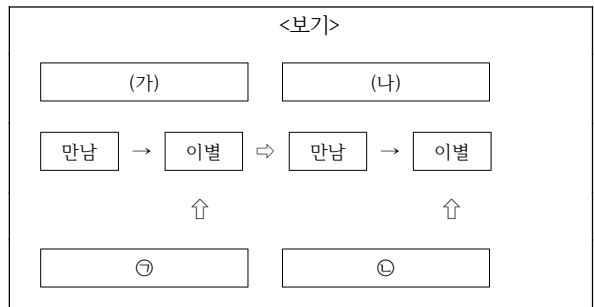 <보기>
(가) (나)
만남 → 이별 ⇨ 만남 → 이별
⇧ ⇧
㉠ ㉡